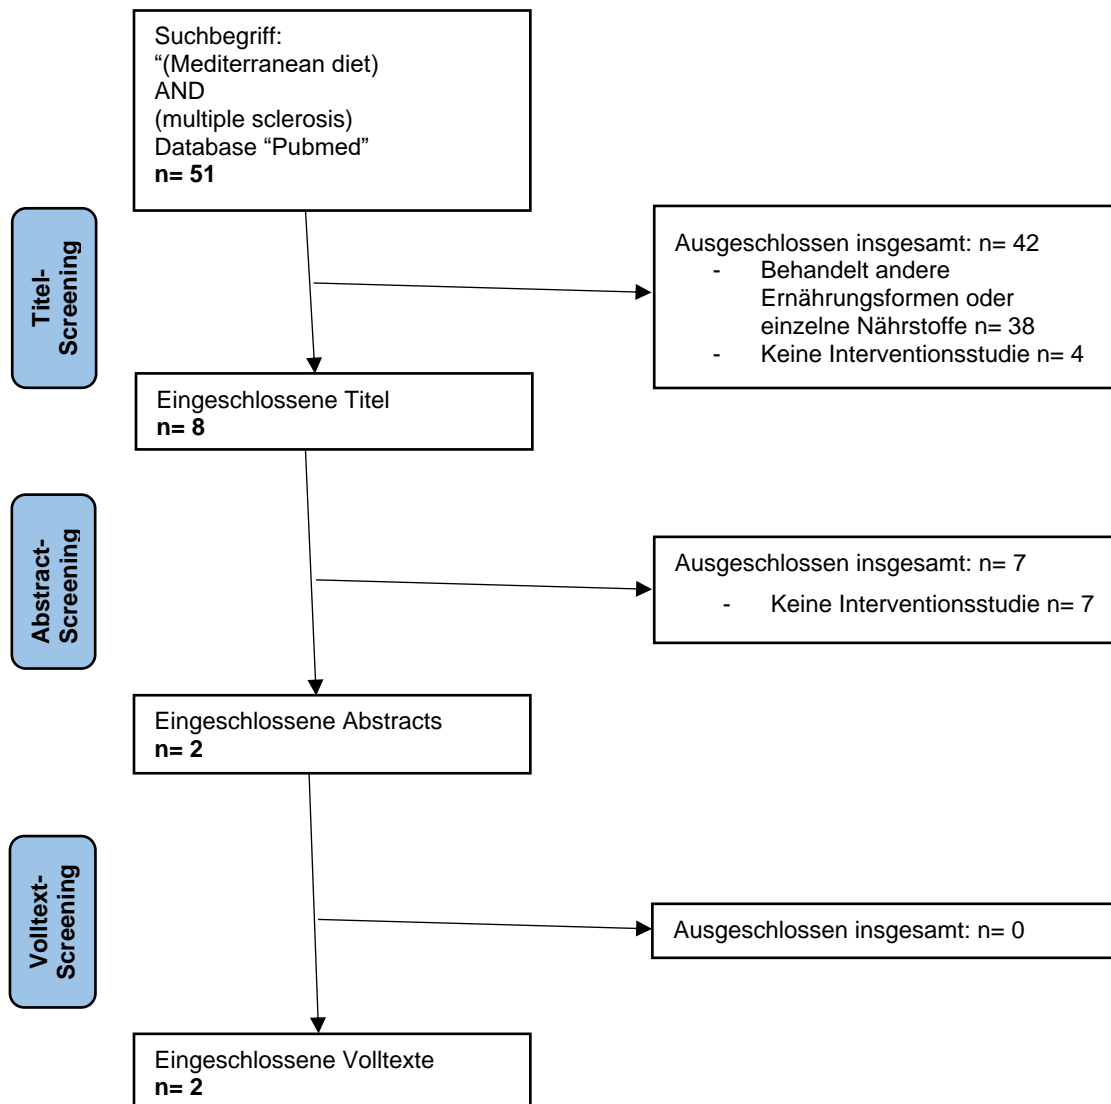 Suchbegriff:
“(Mediterranean diet)
AND
(multiple sclerosis)
Database “Pubmed”
n= 51
Titel-
Screening
Ausgeschlossen insgesamt: n= 42
- Behandelt andere
Ernährungsformen oder
einzelne Nährstoffe n= 38
- Keine Interventionsstudie n= 4
Eingeschlossene Titel
n= 8
Abstract-
Screening
Ausgeschlossen insgesamt: n= 7
- Keine Interventionsstudie n= 7
Eingeschlossene Abstracts
n= 2
Volltext-
Screening
Ausgeschlossen insgesamt: n= 0
Eingeschlossene Volltexte
n= 2